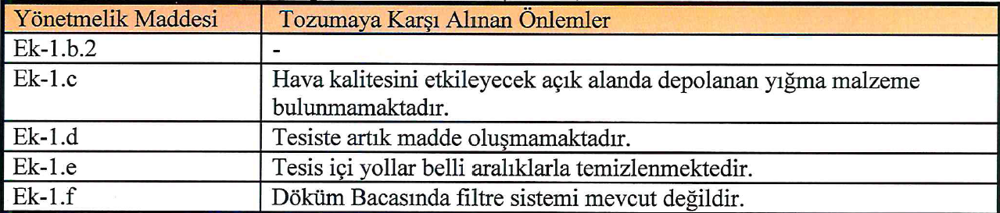 Yönetmelik Maddesi Tozumaya Karşı Alınan Önlemler
Ek-1.b.2 -
Ek-1.c Hava kalitesini etkileyecek açık alanda depolanan yığma malzeme
bulunmamaktadır.
Ek-1.d Tesiste artık madde oluşmamaktadır.
Ek-1.e Tesis içi yollar belli aralıklarla temizlenmektedir.
Ek-1.f Döküm Bacasında filtre sistemi mevcut değildir.